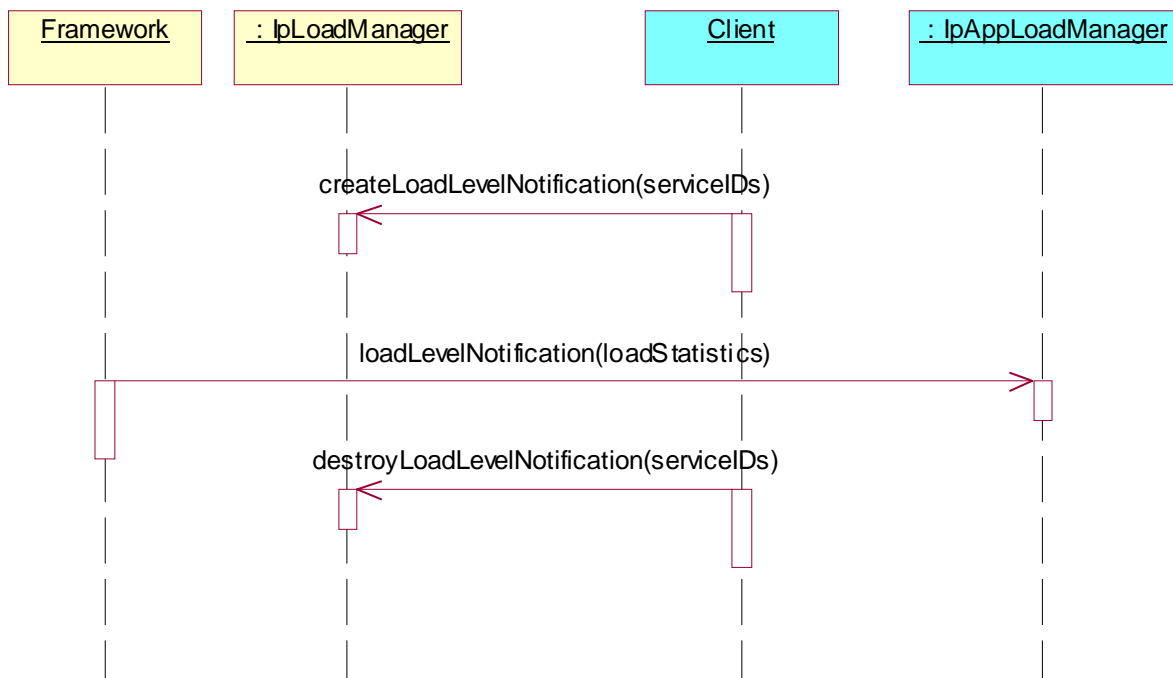 Framework
: IpLoadManager
Client
: IpAppLoadManager
createLoadLevelNotification(serviceIDs)
loadLevelNotification(loadStatistics)
destroyLoadLevelNotification(serviceIDs)